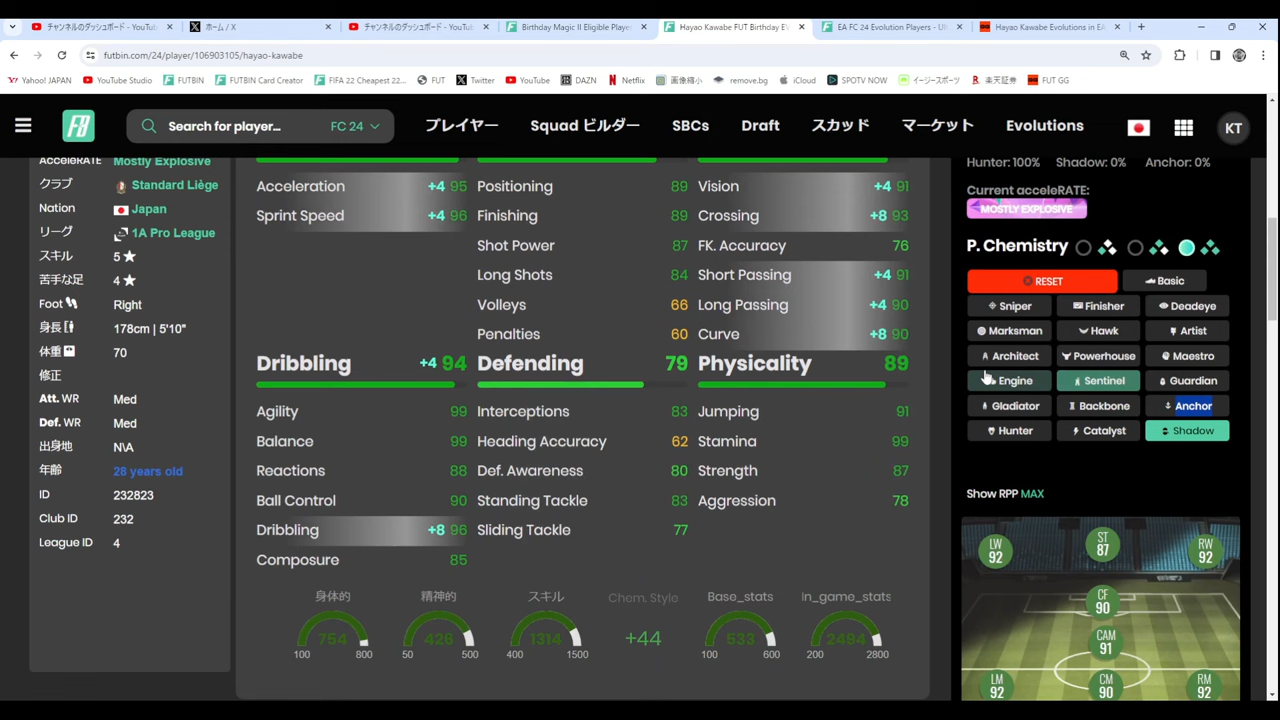 チャンネルのダッシュボード - YouTu
ホーム / X
チャンネルのダッシュボード - YouTu
Birthday Magic II Eligible Player
Hayao Kawabe FUT Birthday EV
EA FC 24 Evolution Players - Ul
Hayao Kawabe Evolutions in EA
futbin.com/24/player/106903105/hayao-kawabe
Yahoo! JAPAN YouTube Studio FUTBIN FUTBIN Card Creator FIFA 22 Cheapest 22... FUT Twitter YouTube DAZN Netflix 画像縮小 remove.bg iCloud SPOTV NOW イージースポーツ 楽天証券 FUT GG
Search for player... FC 24 プレイヤー Squad ビルダー SBCs Draft スカッド マーケット Evolutions KT
AcceleRATE Mostly Explosive
クラブ Standard Liège
Nation Japan
リーグ 1A Pro League
スキル 5
苦手な足 4
Foot Right
身長 178cm | 5'10"
体重 70
修正
Att. WR Med
Def. WR Med
出身地 N\A
年齢 28 years old
ID 232823
Club ID 232
League ID 4
Acceleration +4 95
Sprint Speed +4 96
Positioning 89
Finishing 89
Shot Power 87
Long Shots 84
Volleys 66
Penalties 60
Vision +4 91
Crossing +8 93
FK. Accuracy 76
Short Passing +4 91
Long Passing +4 90
Curve +8 90
Dribbling +4 94
Agility 99
Balance 99
Reactions 88
Ball Control 90
Dribbling +8 96
Composure 85
Defending 79
Interceptions 83
Heading Accuracy 62
Def. Awareness 80
Standing Tackle 83
Sliding Tackle 77
Physicality 89
Jumping 91
Stamina 99
Strength 87
Aggression 78
身体的 754 100 800
精神的 426 50 500
スキル 1314 400 1500
Chem. Style +44
Base_stats 533 100 600
in_game_stats 2494 200 2800
Hunter: 100% Shadow: 0% Anchor: 0%
Current acceleRATE:
MOSTLY EXPLOSIVE
P. Chemistry
RESET Basic
Sniper Finisher Deadeye
Marksman Hawk Artist
Architect Powerhouse Maestro
Engine Sentinel Guardian
Gladiator Backbone Anchor
Hunter Catalyst Shadow
Show RPP MAX
LW 92
ST 87
RW 92
CF 90
CAM 91
LM 92
CM 90
RM 92